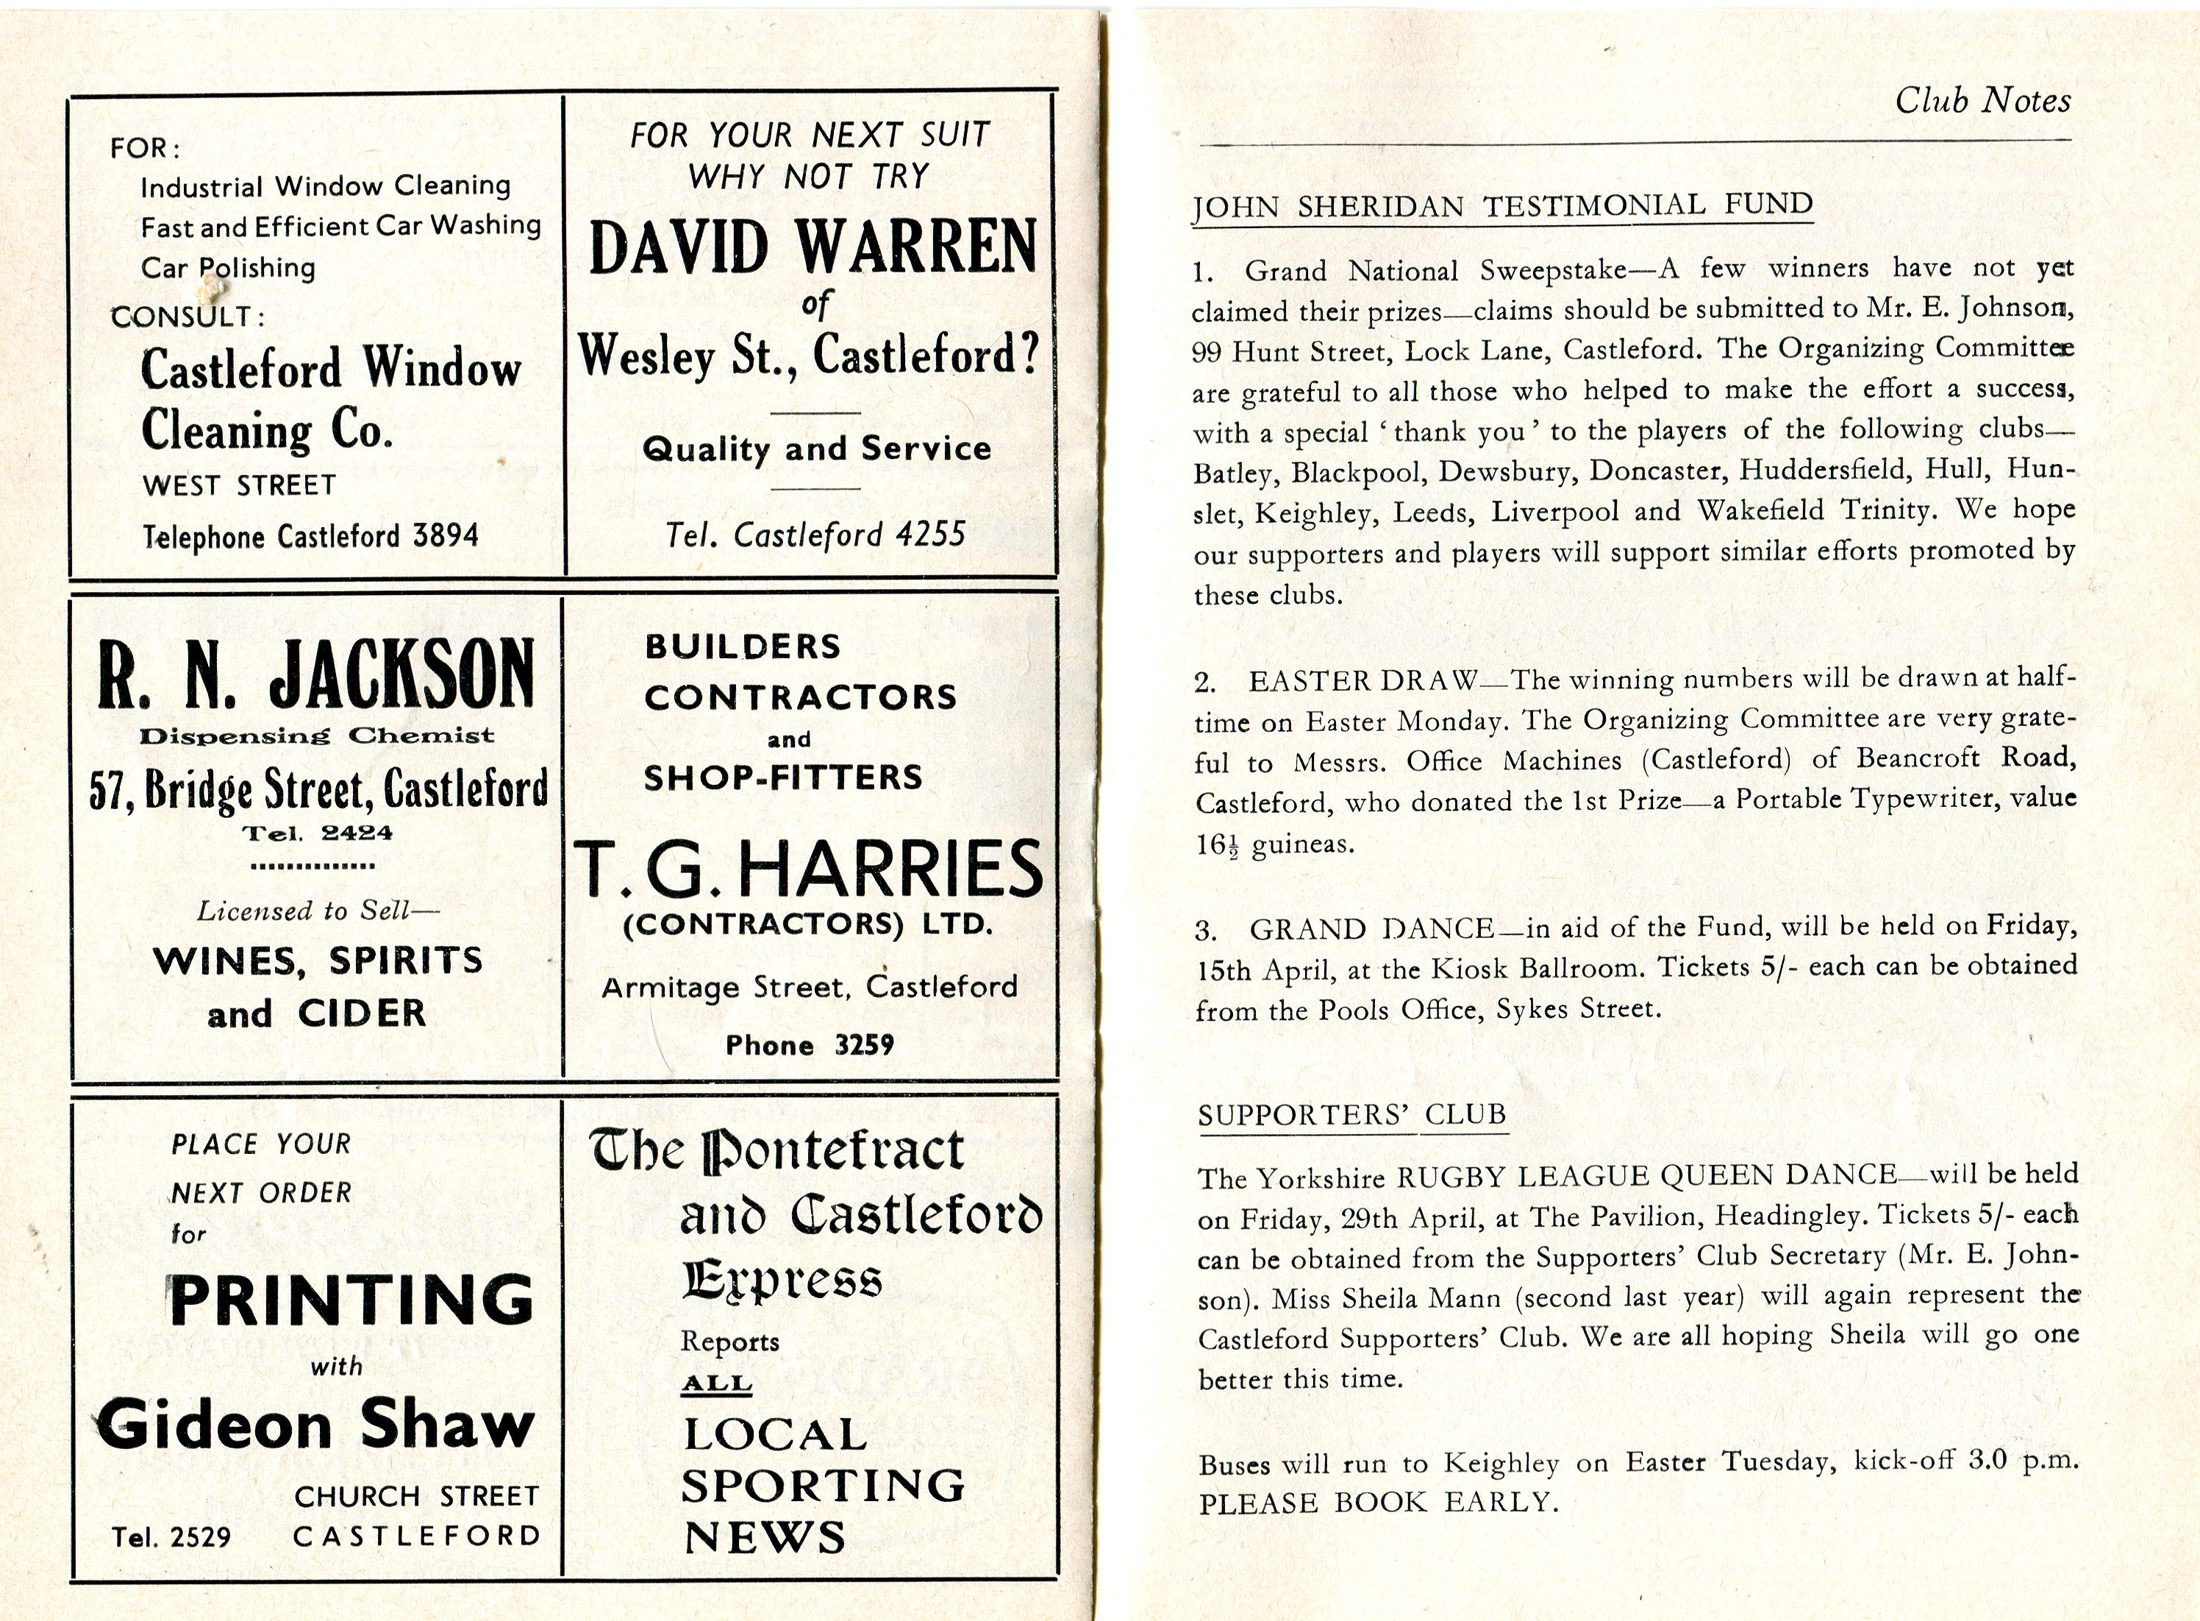 FOR:
Industrial Window Cleaning
Fast and Efficient Car Washing
Car Polishing
CONSULT:
Castleford Window
Cleaning Co.
WEST STREET
Telephone Castleford 3894
FOR YOUR NEXT SUIT
WHY NOT TRY
DAVID WARREN
of
Wesley St., Castleford?
Quality and Service
Tel. Castleford 4255
R. N. JACKSON
Dispensing Chemist
57, Bridge Street, Castleford
Tel. 2424
Licensed to Sell—
WINES, SPIRITS
and CIDER
BUILDERS
CONTRACTORS
and
SHOP-FITTERS
T. G. HARRIES
(CONTRACTORS) LTD.
Armitage Street, Castleford
Phone 3259
PLACE YOUR
NEXT ORDER
for
PRINTING
with
Gideon Shaw
CHURCH STREET
Tel. 2529 CASTLEFORD
The Pontefract
and Castleford
Express
Reports
ALL
LOCAL
SPORTING
NEWS
Club Notes
JOHN SHERIDAN TESTIMONIAL FUND
1. Grand National Sweepstake—A few winners have not yet
claimed their prizes—claims should be submitted to Mr. E. Johnson,
99 Hunt Street, Lock Lane, Castleford. The Organizing Committee
are grateful to all those who helped to make the effort a success,
with a special ‘thank you’ to the players of the following clubs—
Batley, Blackpool, Dewsbury, Doncaster, Huddersfield, Hull, Hun-
slet, Keighley, Leeds, Liverpool and Wakefield Trinity. We hope
our supporters and players will support similar efforts promoted by
these clubs.
2. EASTER DRAW—The winning numbers will be drawn at half-
time on Easter Monday. The Organizing Committee are very grate-
ful to Messrs. Office Machines (Castleford) of Beancroft Road,
Castleford, who donated the 1st Prize—a Portable Typewriter, value
16½ guineas.
3. GRAND DANCE—in aid of the Fund, will be held on Friday,
15th April, at the Kiosk Ballroom. Tickets 5/- each can be obtained
from the Pools Office, Sykes Street.
SUPPORTERS’ CLUB
The Yorkshire RUGBY LEAGUE QUEEN DANCE—will be held
on Friday, 29th April, at The Pavilion, Headingley. Tickets 5/- each
can be obtained from the Supporters’ Club Secretary (Mr. E. John-
son). Miss Sheila Mann (second last year) will again represent the
Castleford Supporters’ Club. We are all hoping Sheila will go one
better this time.
Buses will run to Keighley on Easter Tuesday, kick-off 3.0 p.m.
PLEASE BOOK EARLY.